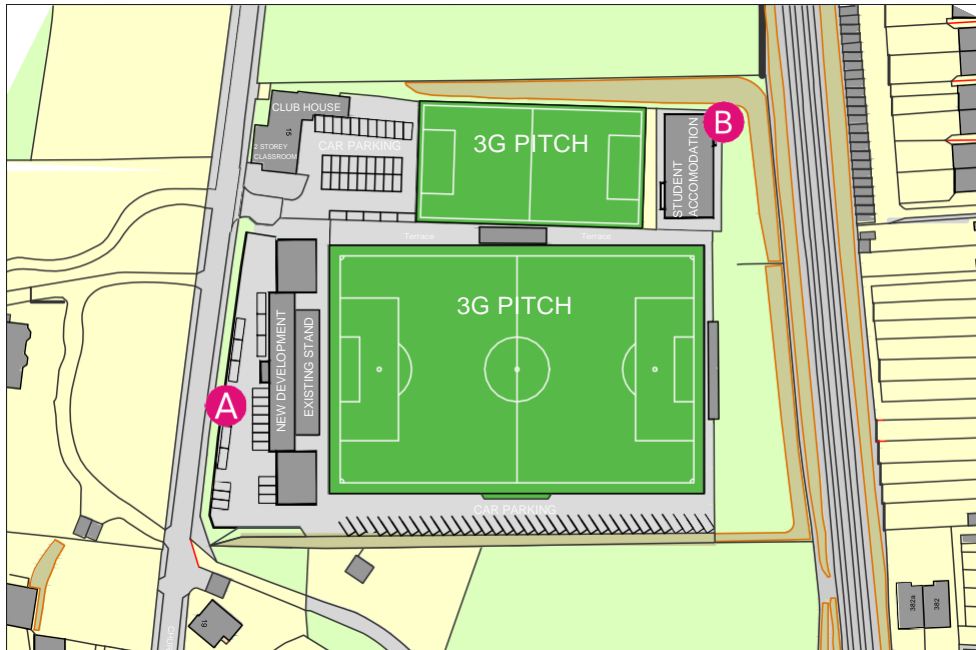 CLUB HOUSE
15
2 STOREY
CLASSROOM
CAR PARKING
3G PITCH
STUDENT
ACCOMODATION
B
Terrace
Terrace
3G PITCH
NEW DEVELOPMENT
EXISTING STAND
A
CAR PARKING
19
382a
382